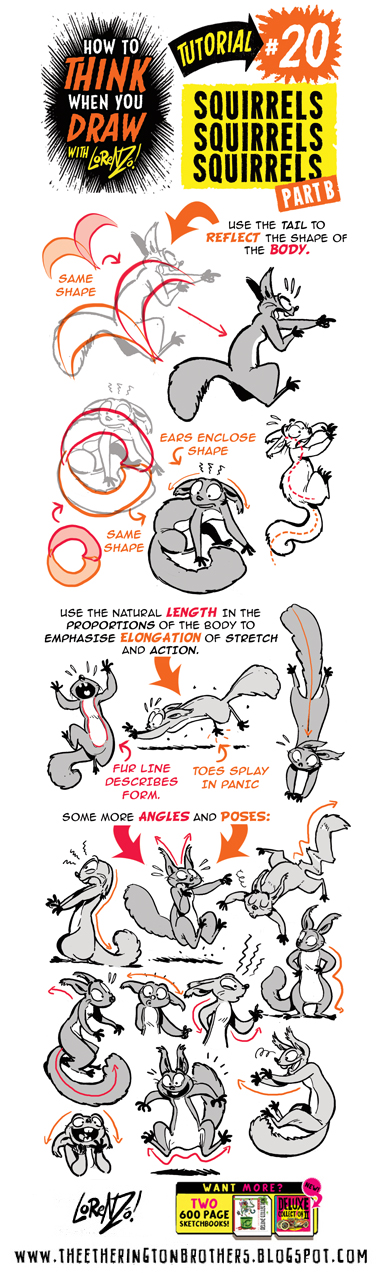 HOW TO
THINK
WHEN YOU
DRAW
WITH LORENZO!
TUTORIAL
#20
SQUIRRELS
SQUIRRELS
SQUIRRELS
PART B
USE THE TAIL TO
REFLECT THE SHAPE OF
THE BODY.
SAME
SHAPE
EARS ENCLOSE
SHAPE
SAME
SHAPE
USE THE NATURAL LENGTH IN THE
PROPORTIONS OF THE BODY TO
EMPHASISE ELONGATION OF STRETCH
AND ACTION.
FUR LINE
DESCRIBES
FORM.
TOES SPLAY
IN PANIC
SOME MORE ANGLES AND POSES:
LORENZO!
WANT MORE?
NEW!
TWO
600 PAGE
SKETCHBOOKS!
DELUXE
COLLECTION
WWW.THEETHERINGTONBROTHERS.BLOGSPOT.COM